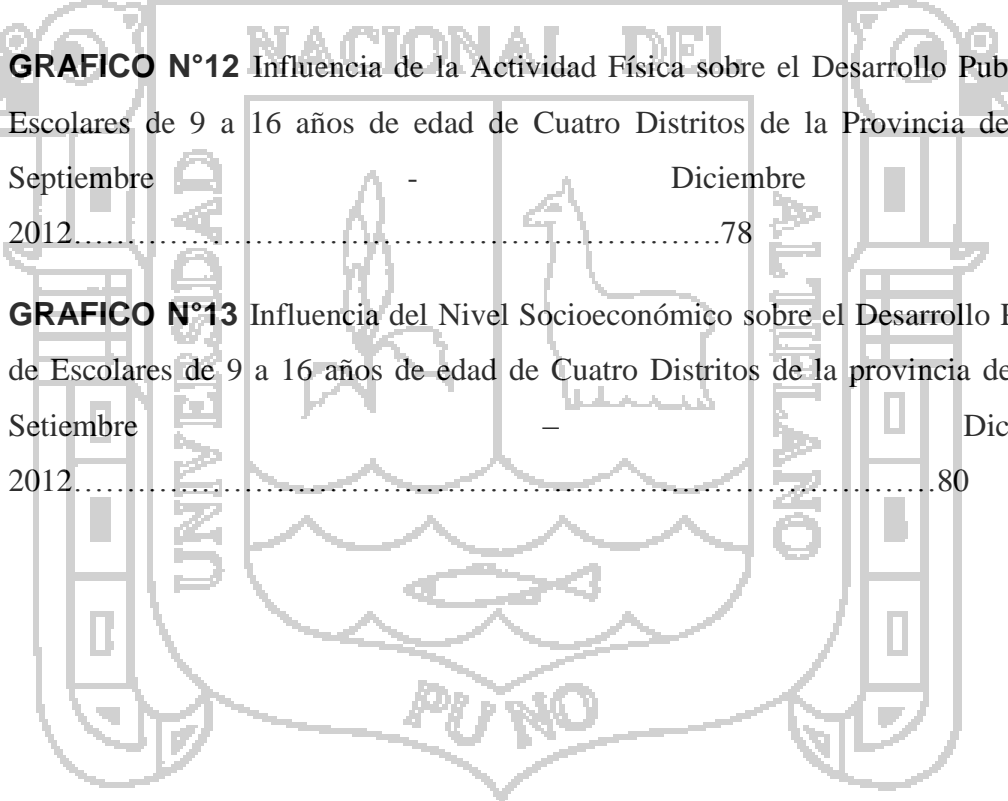 NACIONAL DEL
UNIVERSIDAD
ALTIPLANO
GRAFICO N°12 Influencia de la Actividad Física sobre el Desarrollo Pub
Escolares de 9 a 16 años de edad de Cuatro Distritos de la Provincia de
Septiembre - Diciembre
2012……………………………………………………………….78
GRAFICO N°13 Influencia del Nivel Socioeconómico sobre el Desarrollo
de Escolares de 9 a 16 años de edad de Cuatro Distritos de la provincia de
Setiembre – Dic
2012……………………………………………………………………………………80
PUNO